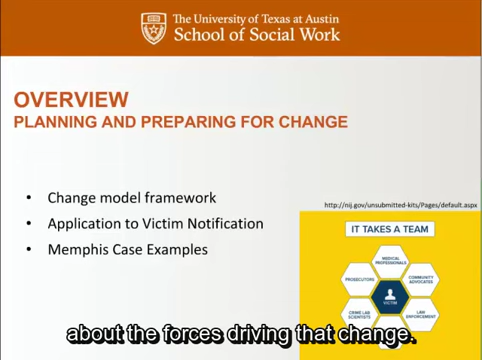 The University of Texas at Austin
School of Social Work
OVERVIEW
PLANNING AND PREPARING FOR CHANGE
• Change model framework
• Application to Victim Notification
• Memphis Case Examples
http://nij.gov/unsubmitted-kits/Pages/default.aspx
IT TAKES A TEAM
MEDICAL
PROFESSIONALS
PROSECUTORS
COMMUNITY
ADVOCATES
VICTIM
CRIME LAB
SCIENTISTS
LAW
ENFORCEMENT
about the forces driving that change.